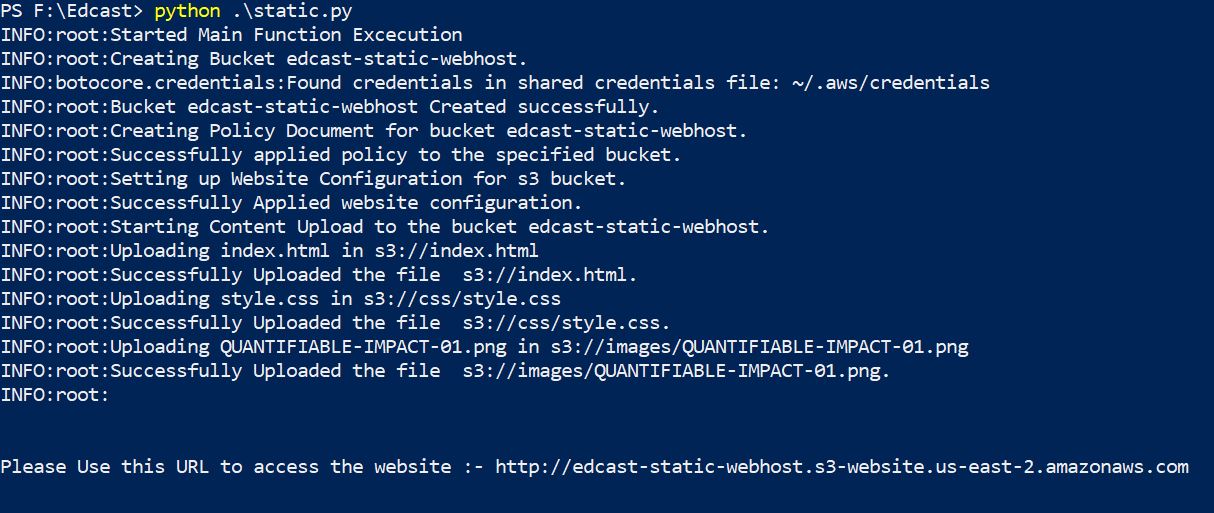 PS F:\Edcast> python .\static.py
INFO:root:Started Main Function Excecution
INFO:root:Creating Bucket edcast-static-webhost.
INFO:botocore.credentials:Found credentials in shared credentials file: ~/.aws/credentials
INFO:root:Bucket edcast-static-webhost Created successfully.
INFO:root:Creating Policy Document for bucket edcast-static-webhost.
INFO:root:Successfully applied policy to the specified bucket.
INFO:root:Setting up Website Configuration for s3 bucket.
INFO:root:Successfully Applied website configuration.
INFO:root:Starting Content Upload to the bucket edcast-static-webhost.
INFO:root:Uploading index.html in s3://index.html
INFO:root:Successfully Uploaded the file  s3://index.html.
INFO:root:Uploading style.css in s3://css/style.css
INFO:root:Successfully Uploaded the file  s3://css/style.css.
INFO:root:Uploading QUANTIFIABLE-IMPACT-01.png in s3://images/QUANTIFIABLE-IMPACT-01.png
INFO:root:Successfully Uploaded the file  s3://images/QUANTIFIABLE-IMPACT-01.png.
INFO:root:
Please Use this URL to access the website :- http://edcast-static-webhost.s3-website.us-east-2.amazonaws.com